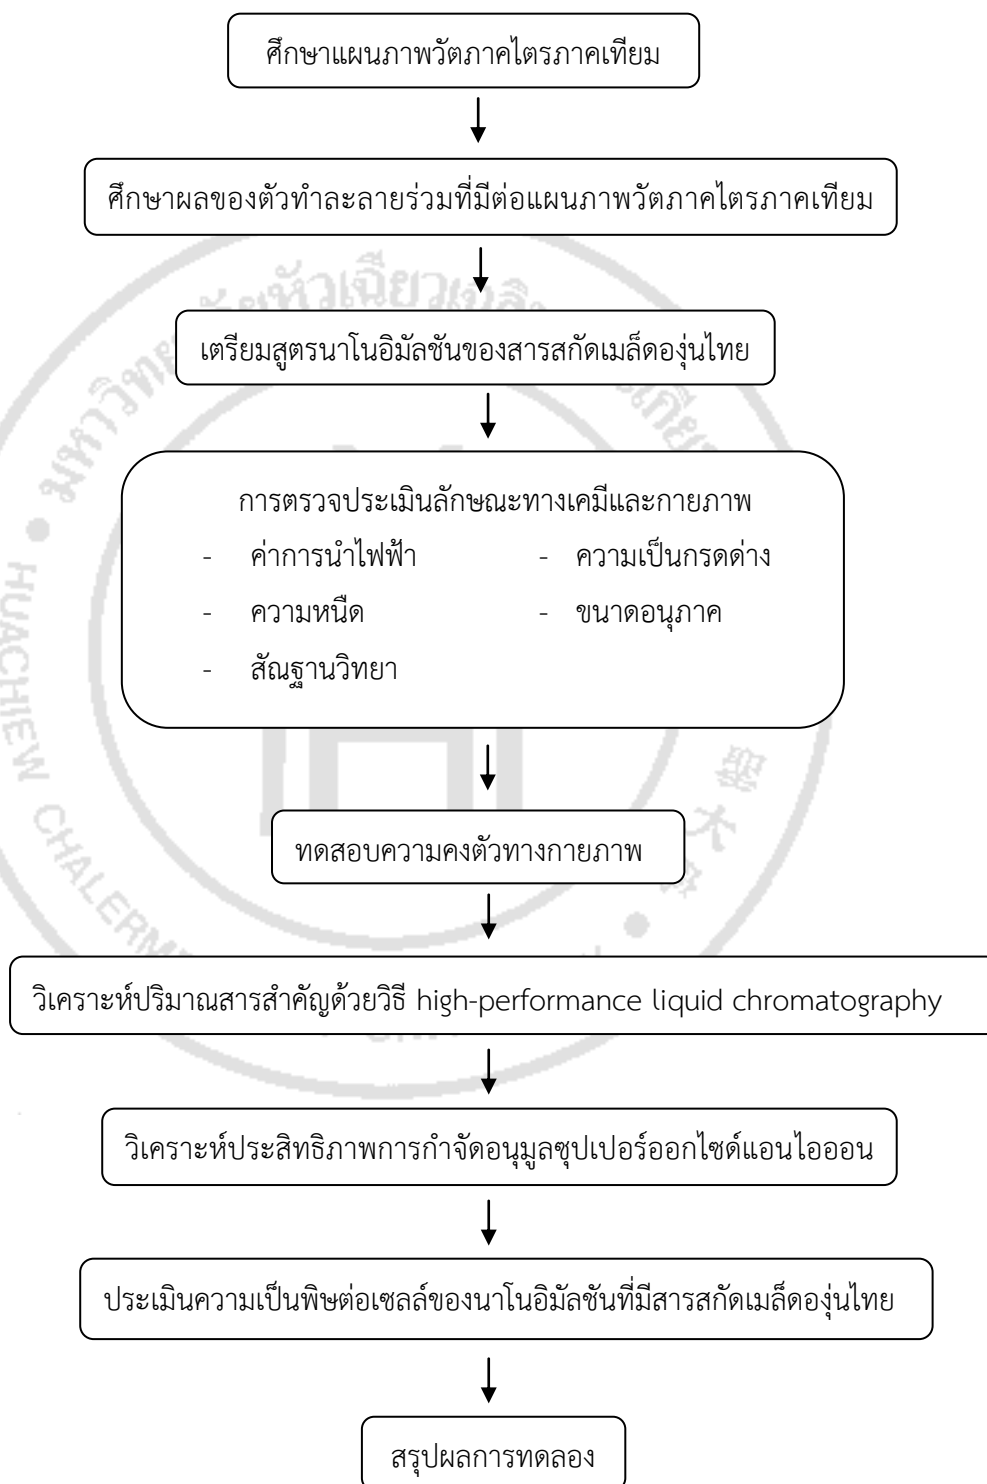 ศึกษาแผนภาพวัตภาคไตรภาคเทียม
ศึกษาผลของตัวทำละลายร่วมที่มีต่อแผนภาพวัตภาคไตรภาคเทียม
เตรียมสูตรนาโนอิมัลชันของสารสกัดเมล็ดองุ่นไทย
การตรวจประเมินลักษณะทางเคมีและกายภาพ
- ค่าการนำไฟฟ้า - ความเป็นกรดด่าง
- ความหนืด - ขนาดอนุภาค
- สัณฐานวิทยา
ทดสอบความคงตัวทางกายภาพ
วิเคราะห์ปริมาณสารสำคัญด้วยวิธี high-performance liquid chromatography
วิเคราะห์ประสิทธิภาพการกำจัดอนุมูลซุปเปอร์ออกไซด์แอนไอออน
ประเมินความเป็นพิษต่อเซลล์ของนาโนอิมัลชันที่มีสารสกัดเมล็ดองุ่นไทย
สรุปผลการทดลอง
HUACHIEW